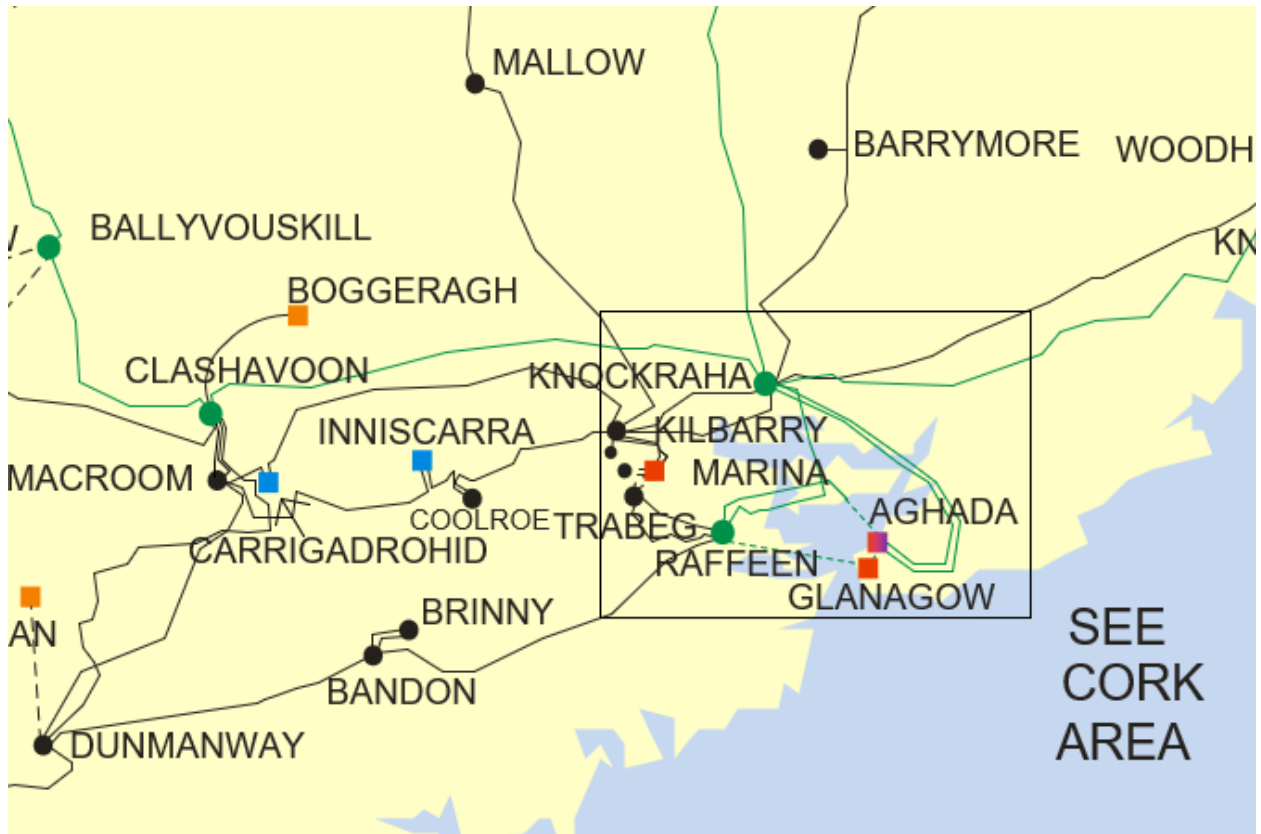 MALLOW
BARRYMORE
WOODH
BALLYVOUSKILL
KN
BOGGERAGH
CLASHAVOON
KNOCKRAHA
INNISCARRA
KILBARRY
MACROOM
MARINA
COOLROE
AGHADA
TRABEG
CARRIGADROHID
RAFFEEN
GLANAGOW
BRINNY
AN
SEE
CORK
AREA
BANDON
DUNMANWAY